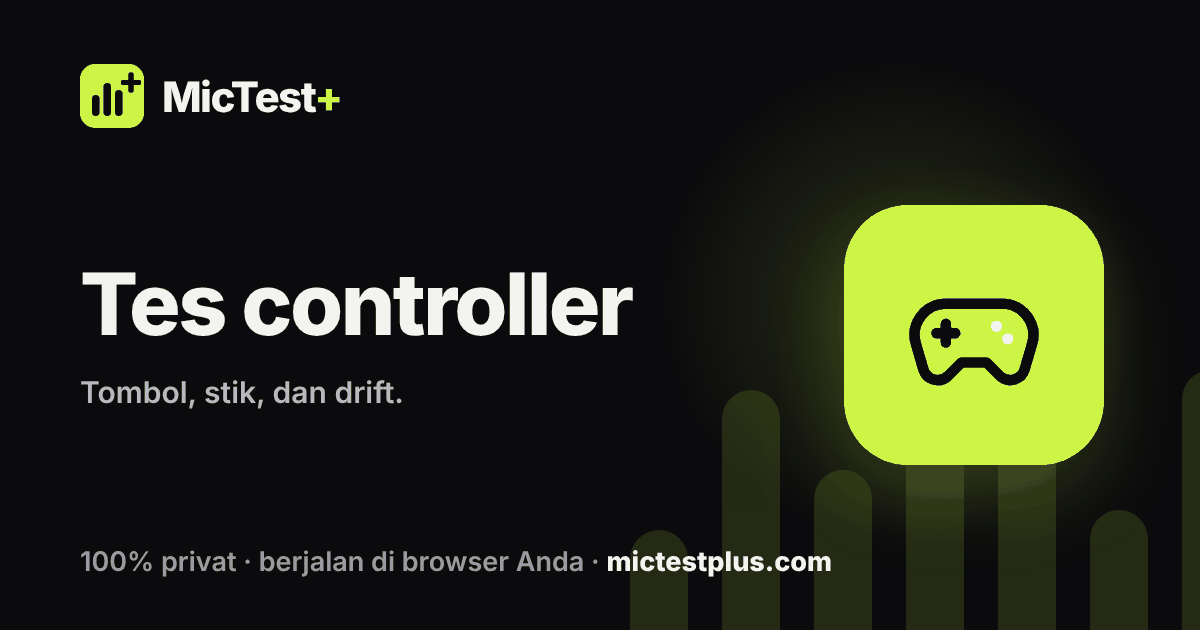 MicTest+
Tes controller
Tombol, stik, dan drift.
100% privat · berjalan di browser Anda · mictestplus.com